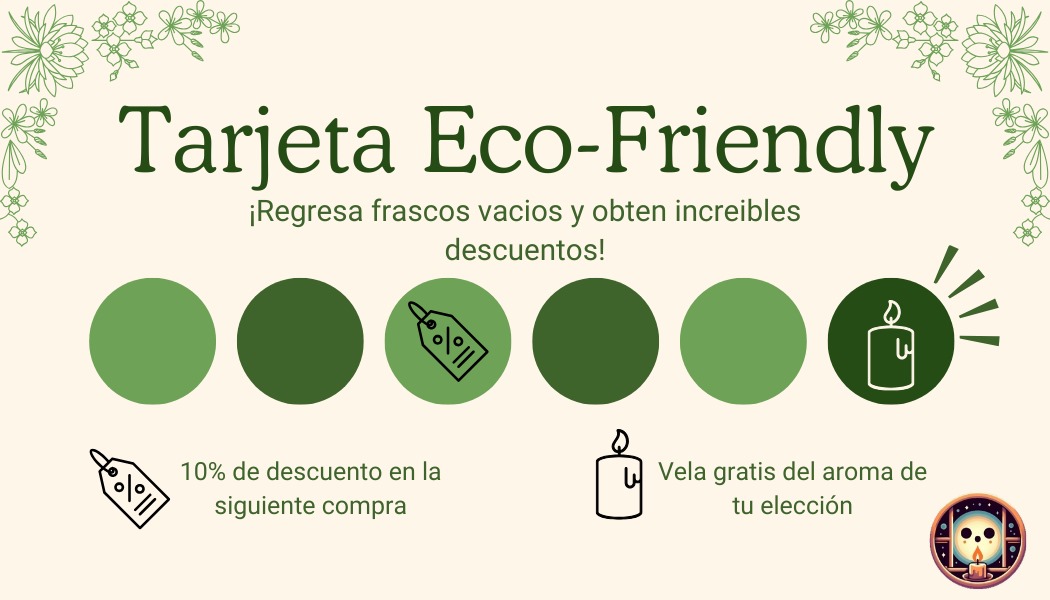 Tarjeta Eco-Friendly
¡Regresa frascos vacios y obten increibles
descuentos!
10% de descuento en la
siguiente compra
Vela gratis del aroma de
tu elección